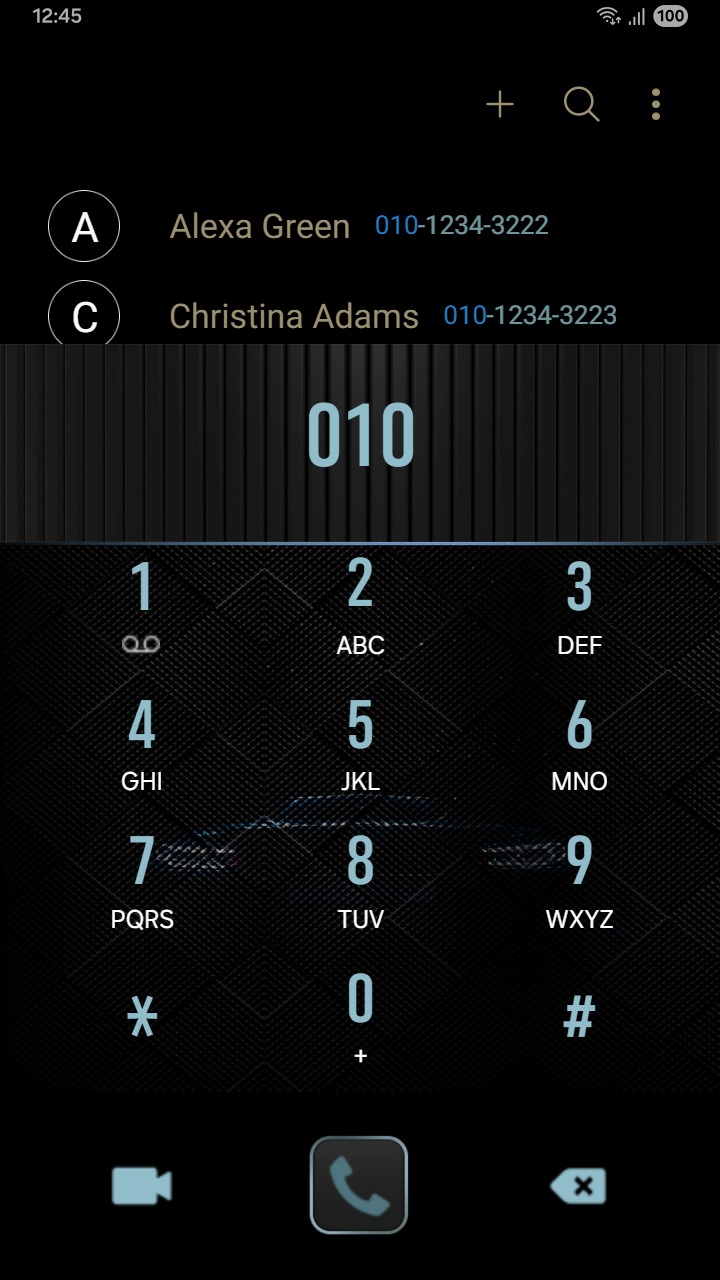 12:45 100
A Alexa Green 010-1234-3222
C Christina Adams 010-1234-3223
010
1 2 3
ABC DEF
4 5 6
GHI JKL MNO
7 8 9
PQRS TUV WXYZ
* 0 #
+